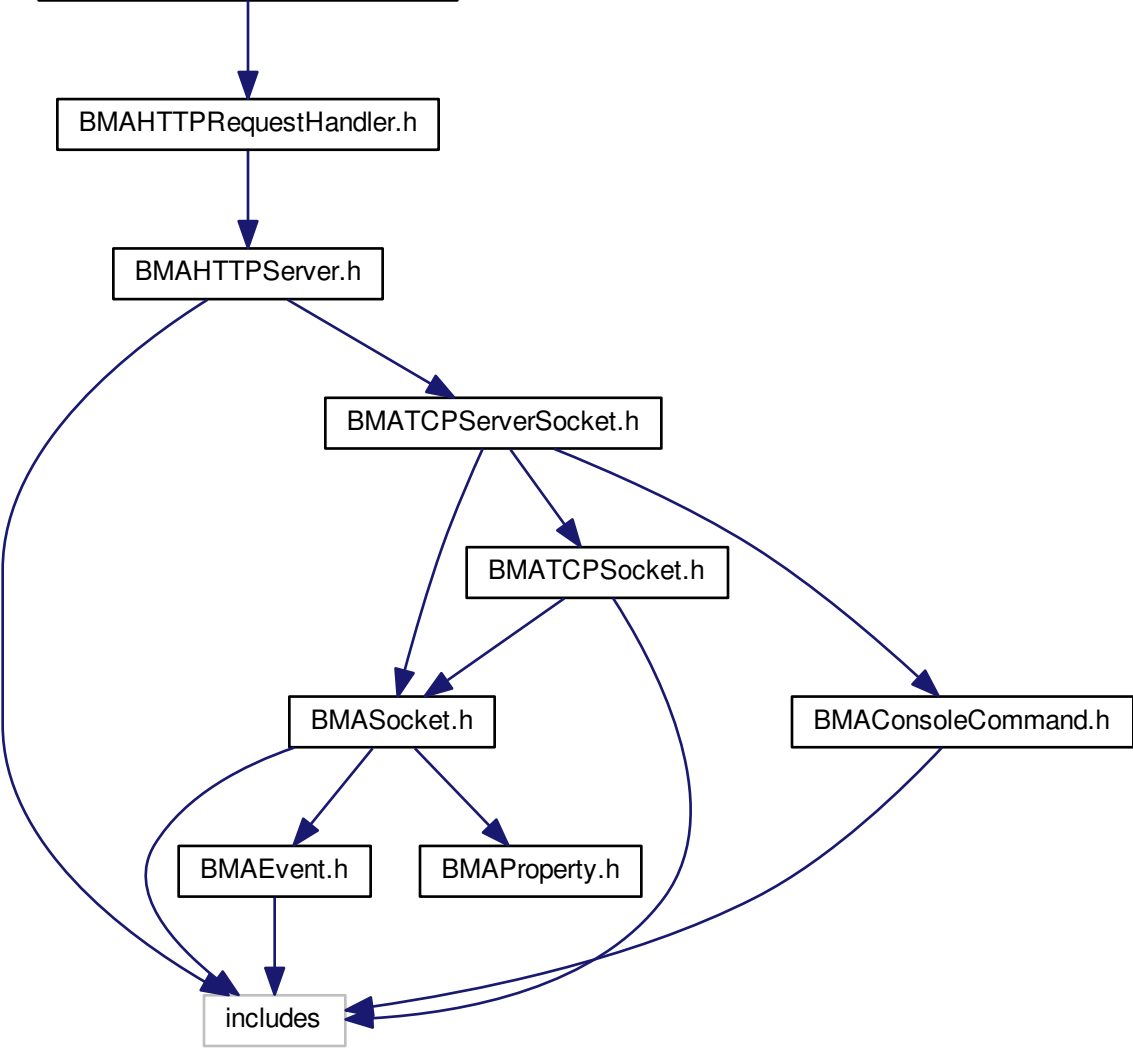 BMAHTTPRequestHandler.h
BMAHTTPServer.h
BMATCPServerSocket.h
BMATCPSocket.h
BMASocket.h
BMAConsoleCommand.h
BMAEvent.h
BMAProperty.h
includes